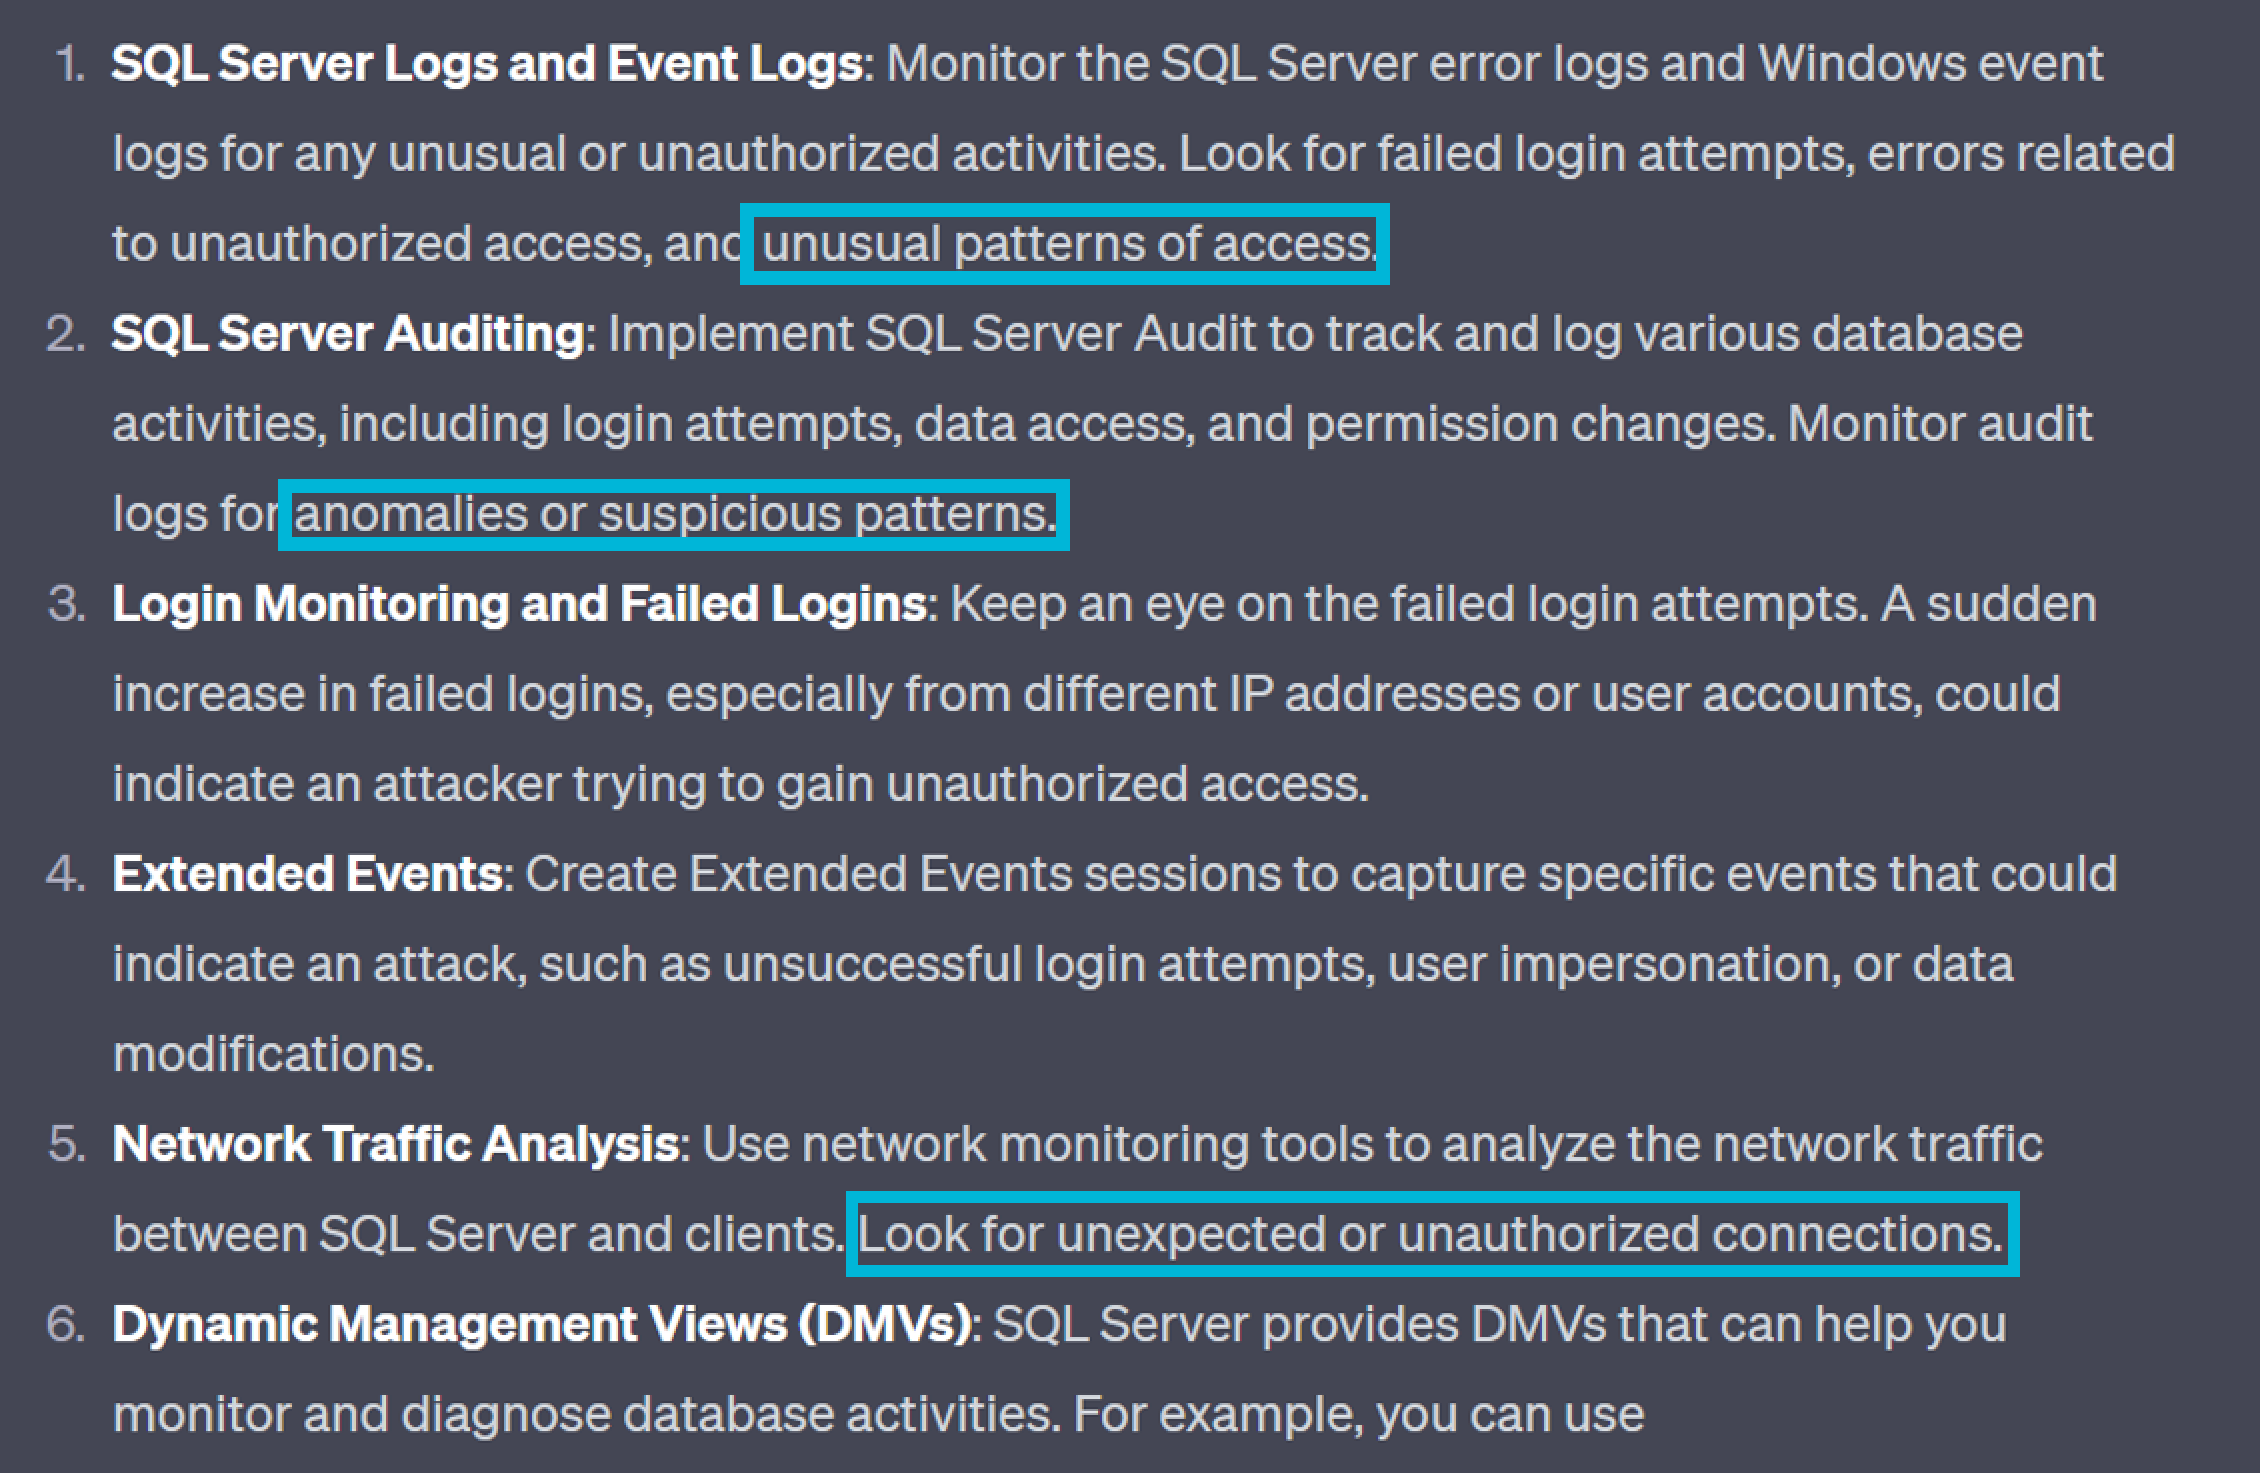 1. SQL Server Logs and Event Logs: Monitor the SQL Server error logs and Windows event
logs for any unusual or unauthorized activities. Look for failed login attempts, errors related
to unauthorized access, and unusual patterns of access.
2. SQL Server Auditing: Implement SQL Server Audit to track and log various database
activities, including login attempts, data access, and permission changes. Monitor audit
logs for anomalies or suspicious patterns.
3. Login Monitoring and Failed Logins: Keep an eye on the failed login attempts. A sudden
increase in failed logins, especially from different IP addresses or user accounts, could
indicate an attacker trying to gain unauthorized access.
4. Extended Events: Create Extended Events sessions to capture specific events that could
indicate an attack, such as unsuccessful login attempts, user impersonation, or data
modifications.
5. Network Traffic Analysis: Use network monitoring tools to analyze the network traffic
between SQL Server and clients. Look for unexpected or unauthorized connections.
6. Dynamic Management Views (DMVs): SQL Server provides DMVs that can help you
monitor and diagnose database activities. For example, you can use